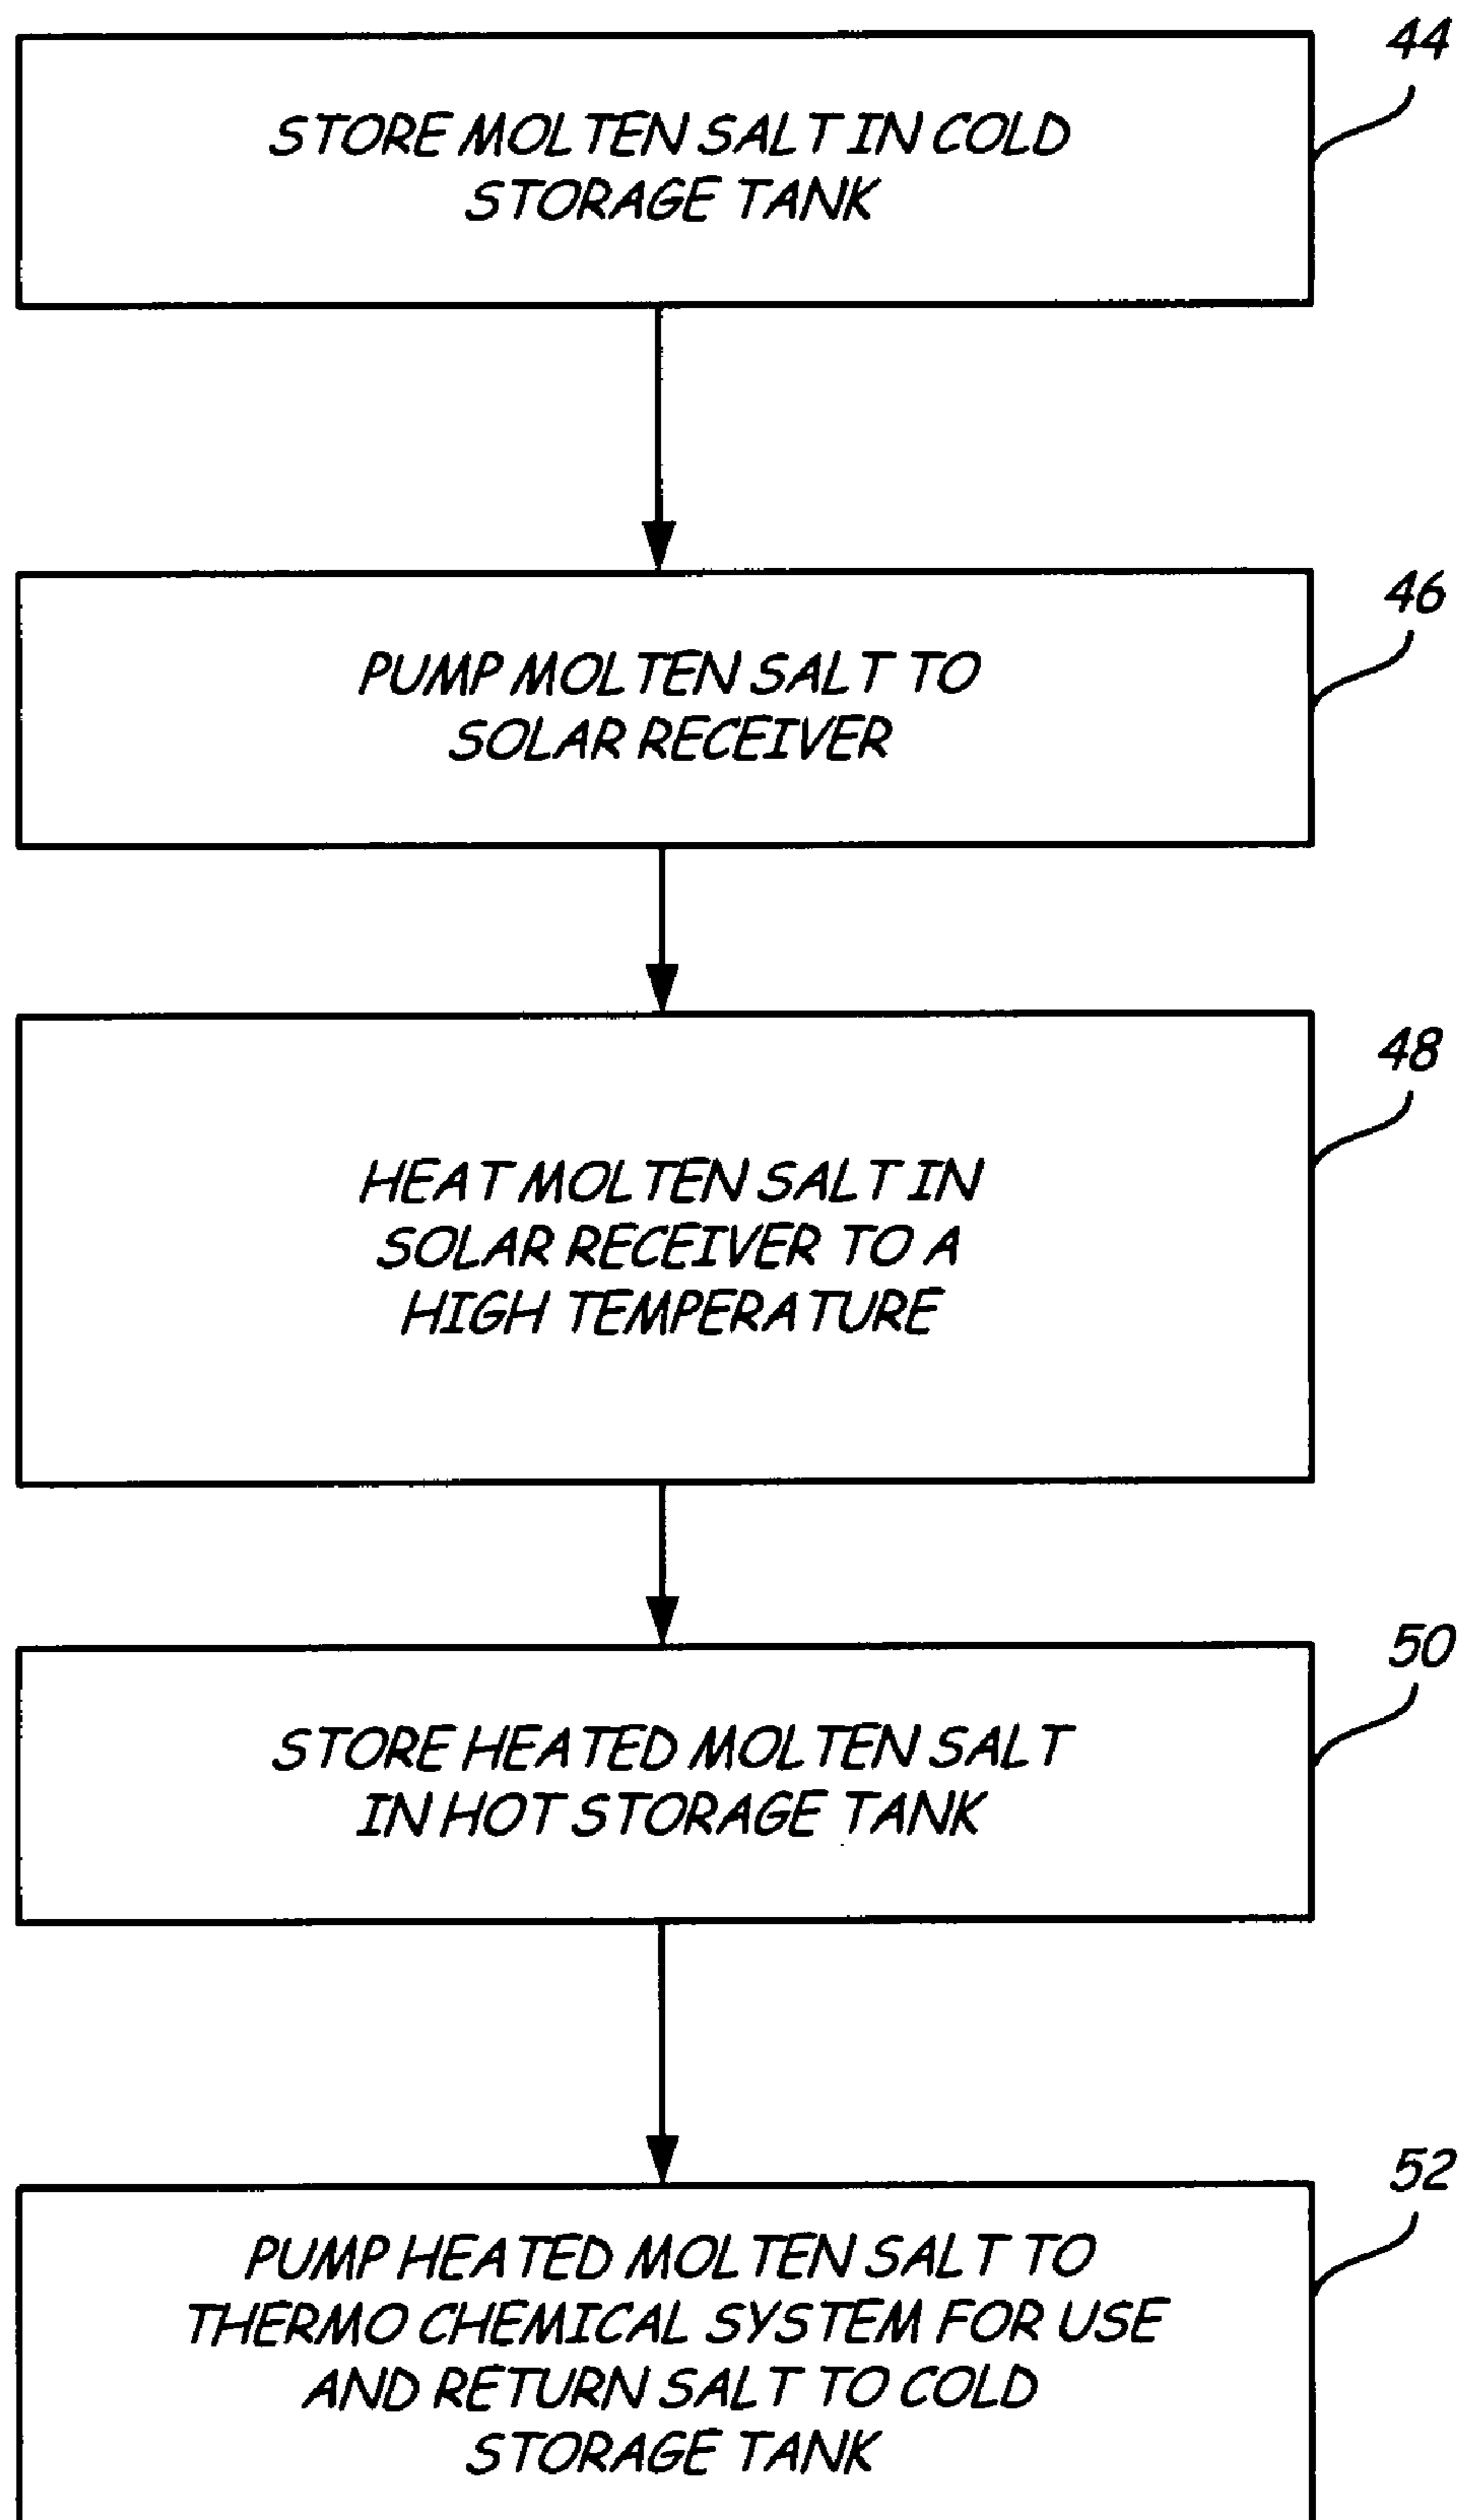 44
STORE MOLTEN SALT IN COLD
STORAGE TANK
46
PUMP MOLTEN SALT TO
SOLAR RECEIVER
48
HEAT MOLTEN SALT IN
SOLAR RECEIVER TO A
HIGH TEMPERATURE
50
STORE HEATED MOLTEN SALT
IN HOT STORAGE TANK
52
PUMP HEATED MOLTEN SALT TO
THERMO CHEMICAL SYSTEM FOR USE
AND RETURN SALT TO COLD
STORAGE TANK